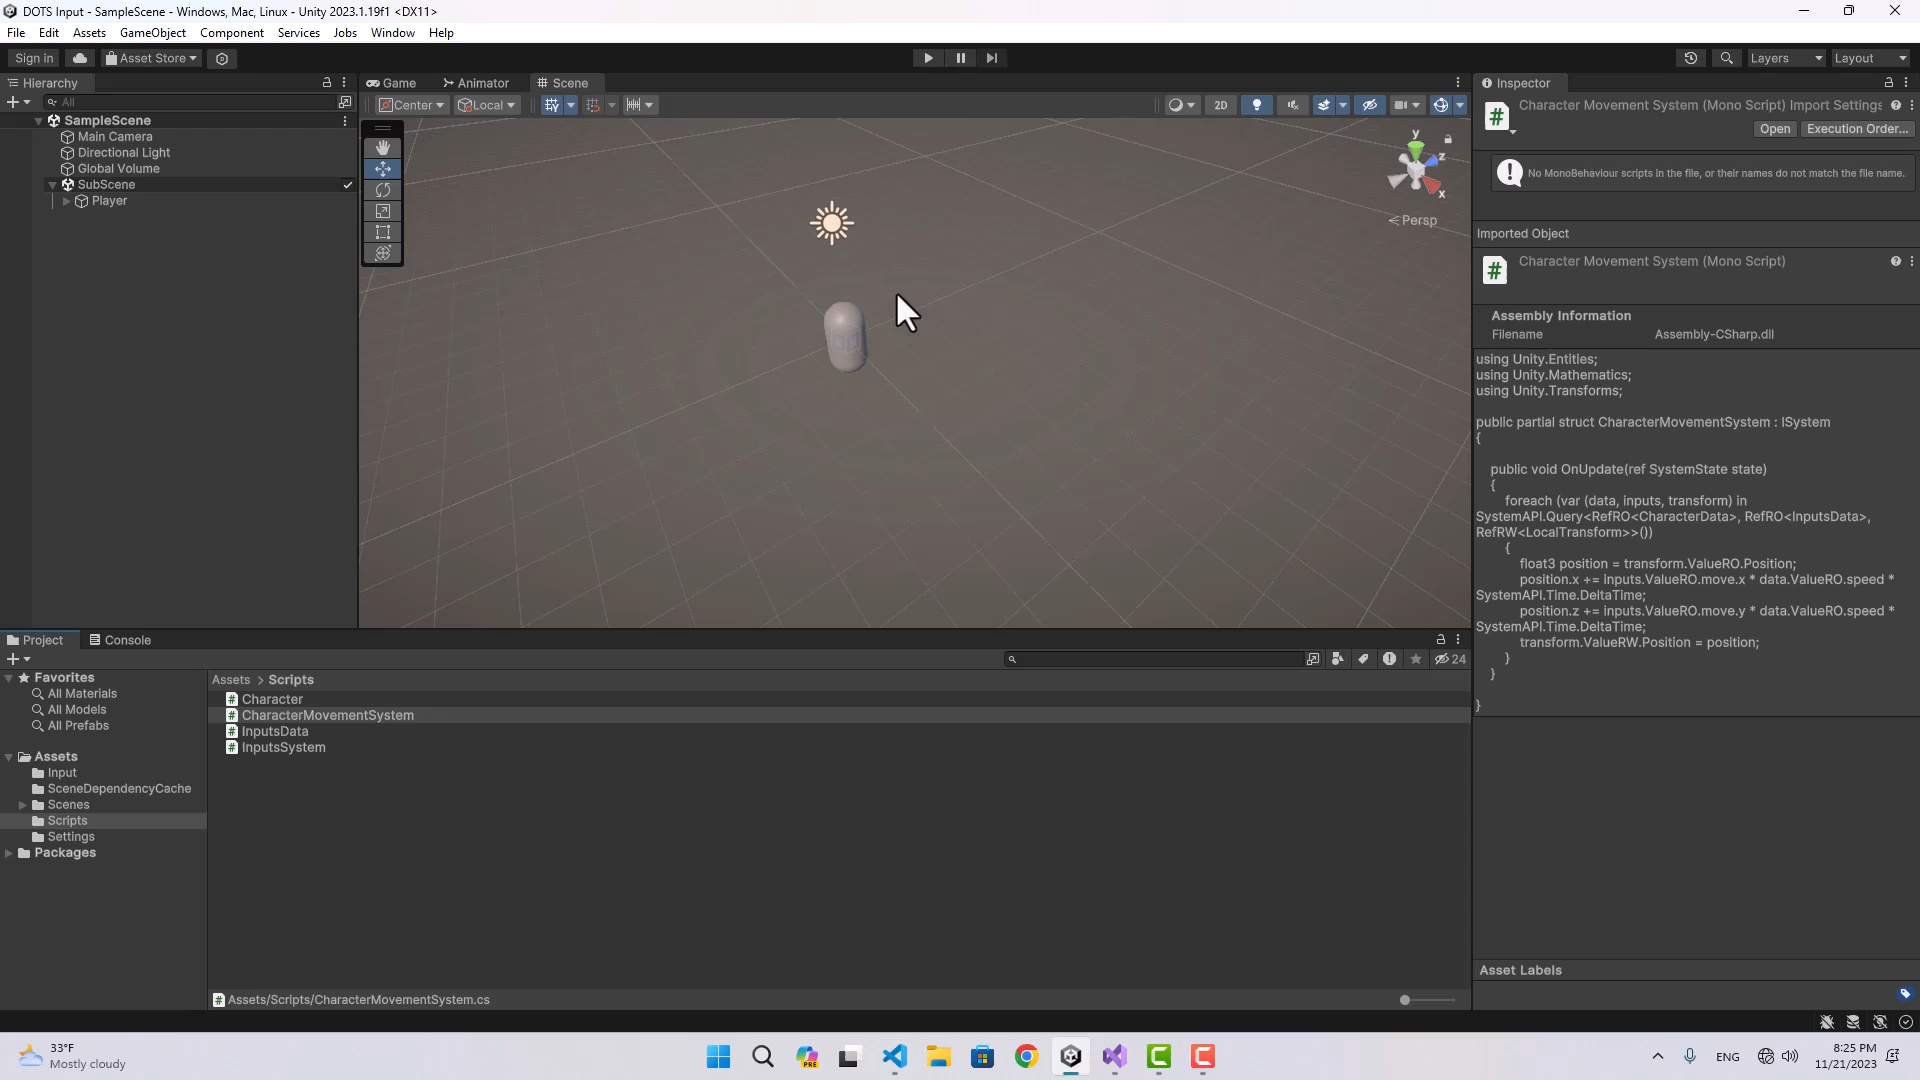 DOTS Input - SampleScene - Windows, Mac, Linux - Unity 2023.1.19f1 <DX11>
File Edit Assets GameObject Component Services Jobs Window Help
Sign in Asset Store Layers Layout
Hierarchy
All
SampleScene
Main Camera
Directional Light
Global Volume
SubScene
Player
Game Animator Scene
Center Local 2D
y
z
x
Persp
Inspector
Character Movement System (Mono Script) Import Settings
Open Execution Order...
No MonoBehaviour scripts in the file, or their names do not match the file name.
Imported Object
Character Movement System (Mono Script)
Assembly Information
Filename Assembly-CSharp.dll
using Unity.Entities;
using Unity.Mathematics;
using Unity.Transforms;
public partial struct CharacterMovementSystem : ISystem
{
public void OnUpdate(ref SystemState state)
{
foreach (var (data, inputs, transform) in
SystemAPI.Query<RefRO<CharacterData>, RefRO<InputsData>,
RefRW<LocalTransform>>())
{
float3 position = transform.ValueRO.Position;
position.x += inputs.ValueRO.move.x * data.ValueRO.speed *
SystemAPI.Time.DeltaTime;
position.z += inputs.ValueRO.move.y * data.ValueRO.speed *
SystemAPI.Time.DeltaTime;
transform.ValueRW.Position = position;
}
}
}
Asset Labels
Project Console
24
Favorites
All Materials
All Models
All Prefabs
Assets
Input
SceneDependencyCache
Scenes
Scripts
Settings
Packages
Assets > Scripts
Character
CharacterMovementSystem
InputsData
InputsSystem
Assets/Scripts/CharacterMovementSystem.cs
33°F
Mostly cloudy
PRE
ENG
8:25 PM
11/21/2023